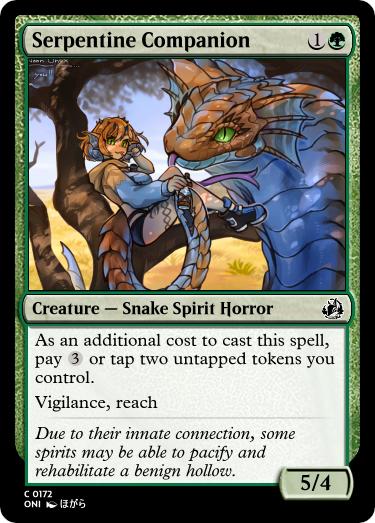 Serpentine Companion 1
you!!
Creature — Snake Spirit Horror
As an additional cost to cast this spell,
pay 3 or tap two untapped tokens you
control.
Vigilance, reach
Due to their innate connection, some
spirits may be able to pacify and
rehabilitate a benign hollow.
5/4
C 0172
ONI ほがら